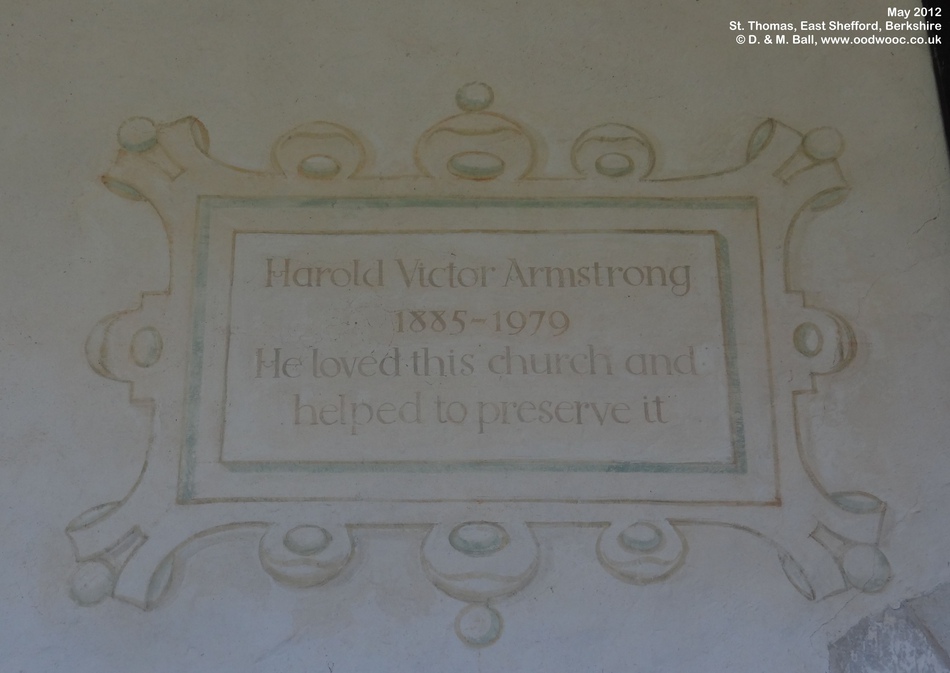 May 2012
St. Thomas, East Shefford, Berkshire
© D. & M. Ball, www.oodwooc.co.uk
Harold Victor Armstrong
1885-1979
He loved this church and
helped to preserve it